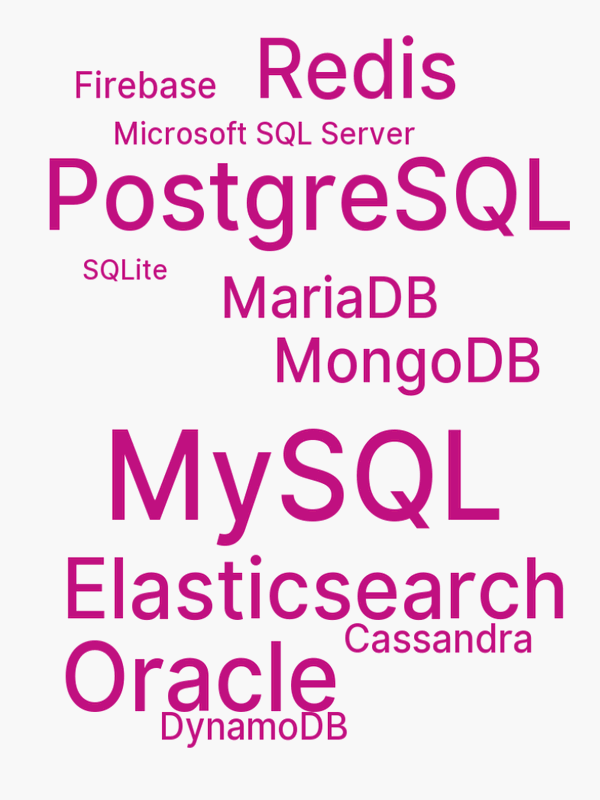 Redis
Firebase
Microsoft SQL Server
PostgreSQL
SQLite
MariaDB
MongoDB
MySQL
Elasticsearch
Cassandra
Oracle
DynamoDB